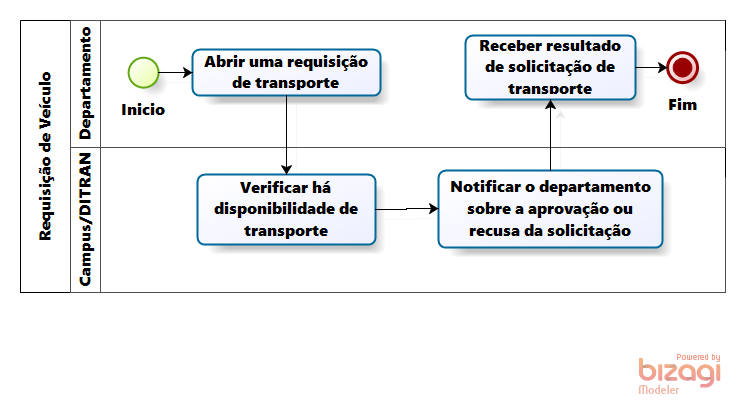 Requisição de Veículo
Departamento
Início
Abrir uma requisição
de transporte
Receber resultado
de solicitação de
transporte
Fim
Campus/DITRAN
Verificar há
disponibilidade de
transporte
Notificar o departamento
sobre a aprovação ou
recusa da solicitação
Powered by
bizagi
Modeler